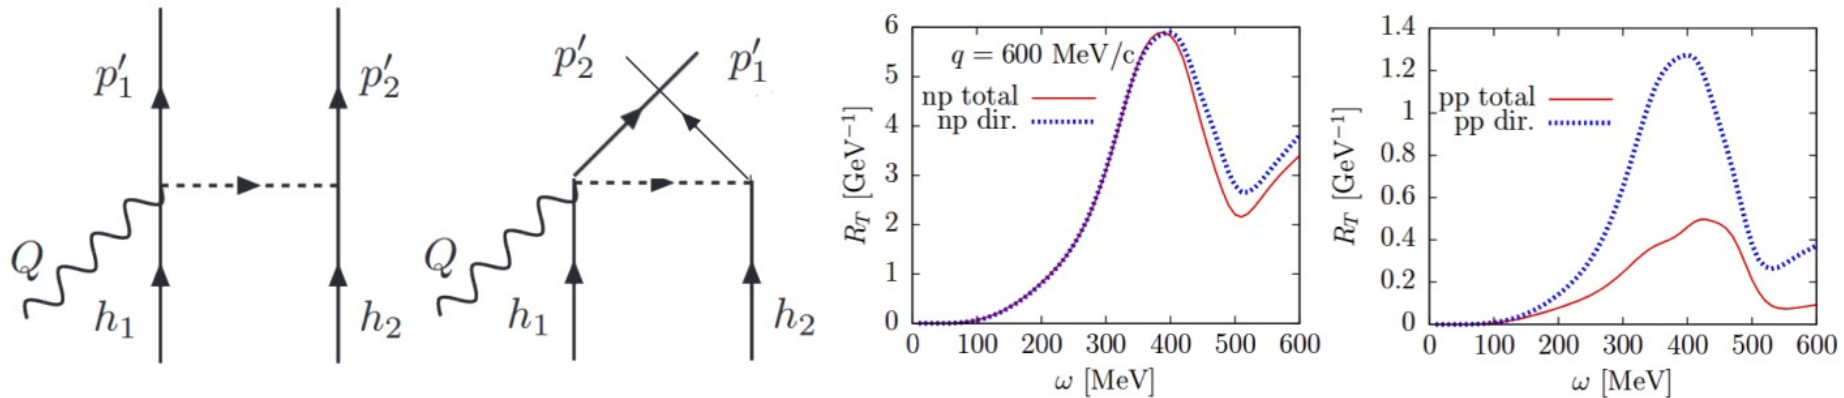 p′₁
p′₂
Q
h₁
h₂
p′₂
p′₁
Q
h₁
h₂
R_T [GeV⁻¹]
6
5
4
3
2
1
0
q = 600 MeV/c
np total
np dir.
0 100 200 300 400 500 600
ω [MeV]
R_T [GeV⁻¹]
1.4
1.2
1
0.8
0.6
0.4
0.2
0
pp total
pp dir.
0 100 200 300 400 500 600
ω [MeV]